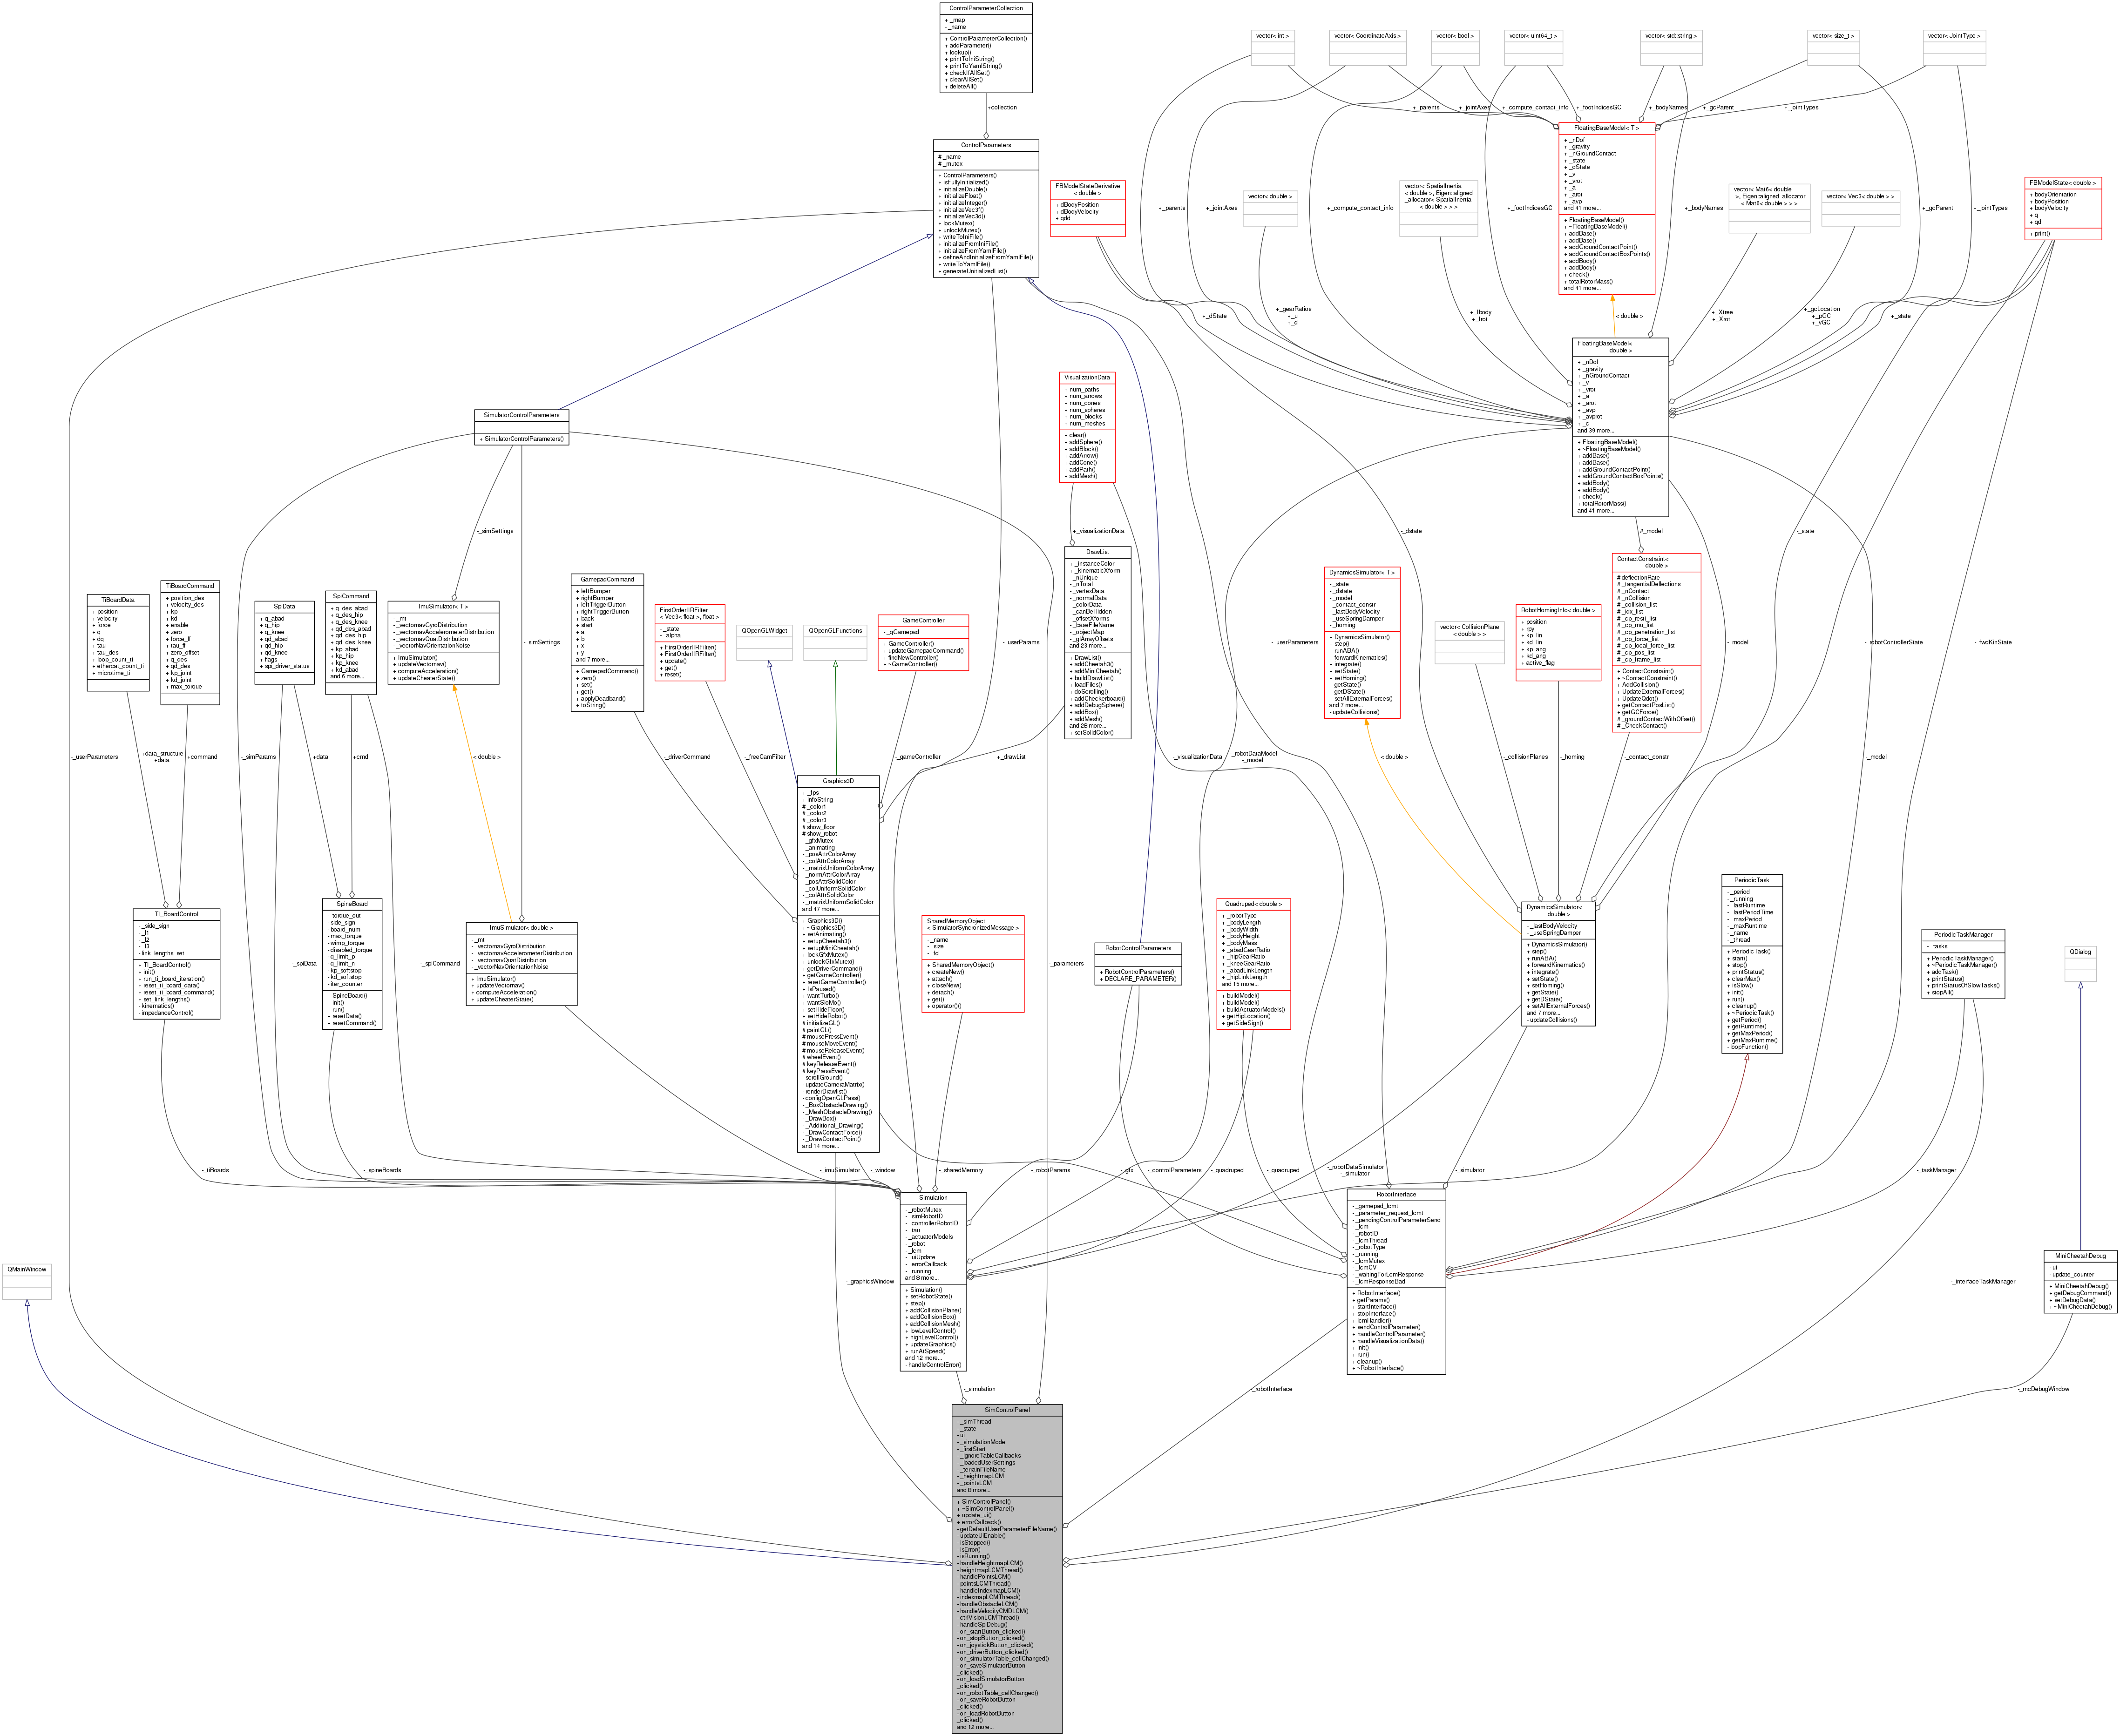 ControlParameterCollection
+ _map
- _name
+ ControlParameterCollection()
+ addParameter()
+ lookup()
+ printToIniString()
+ printToYamlString()
+ checkIfAllSet()
+ clearAllSet()
+ deleteAll()
+collection
ControlParameters
# _name
# _mutex
+ ControlParameters()
+ isFullyInitialized()
+ initializeDouble()
+ initializeFloat()
+ initializeInteger()
+ initializeVec3f()
+ initializeVec3d()
+ lockMutex()
+ unlockMutex()
+ writeToIniFile()
+ initializeFromIniFile()
+ initializeFromYamlFile()
+ defineAndInitializeFromYamlFile()
+ writeToYamlFile()
+ generateUnitializedList()
vector< int >
vector< CoordinateAxis >
vector< bool >
vector< uint64_t >
vector< std::string >
vector< size_t >
vector< JointType >
+_parents
+_jointAxes
+_compute_contact_info
+_footIndicesGC
+_bodyNames
+_gcParent
+_jointTypes
FloatingBaseModel< T >
+ _nDof
+ _gravity
+ _nGroundContact
+ _state
+ _dState
+ _v
+ _vrot
+ _a
+ _arot
+ _avp
and 41 more...
+ FloatingBaseModel()
+ ~FloatingBaseModel()
+ addBase()
+ addBase()
+ addGroundContactPoint()
+ addGroundContactBoxPoints()
+ addBody()
+ addBody()
+ check()
+ totalRotorMass()
and 41 more...
FBModelStateDerivative
< double >
+ dBodyPosition
+ dBodyVelocity
+ qdd
+_parents
+_jointAxes
vector< double >
+_compute_contact_info
vector< SpatialInertia
< double >, Eigen::aligned
_allocator< SpatialInertia
< double > > >
+_footIndicesGC
+_bodyNames
vector< Mat6< double
>, Eigen::aligned_allocator
< Mat6< double > > >
vector< Vec3< double > >
+_gcParent
+_jointTypes
FBModelState< double >
+ bodyOrientation
+ bodyPosition
+ bodyVelocity
+ q
+ qd
+ print()
+_dState
+_gearRatios
+_u
+_d
+_Ibody
+_Irot
< double >
+_Xtree
+_Xrot
+_gcLocation
+_pGC
+_vGC
+_state
FloatingBaseModel<
double >
+ _nDof
+ _gravity
+ _nGroundContact
+ _v
+ _vrot
+ _a
+ _arot
+ _avp
+ _avprot
+ _c
and 39 more...
+ FloatingBaseModel()
+ ~FloatingBaseModel()
+ addBase()
+ addBase()
+ addGroundContactPoint()
+ addGroundContactBoxPoints()
+ addBody()
+ addBody()
+ check()
+ totalRotorMass()
and 41 more...
SimulatorControlParameters
+ SimulatorControlParameters()
VisualizationData
+ num_paths
+ num_arrows
+ num_cones
+ num_spheres
+ num_blocks
+ num_meshes
+ clear()
+ addSphere()
+ addBlock()
+ addArrow()
+ addCone()
+ addPath()
+ addMesh()
-_simSettings
+_visualizationData
-_dstate
#_model
-_state
DrawList
+ _instanceColor
+ _kinematicXform
- _nUnique
- _nTotal
- _vertexData
- _normalData
- _colorData
- _canBeHidden
- _offsetXforms
- _baseFileName
- _objectMap
- _glArrayOffsets
and 23 more...
+ DrawList()
+ addCheetah3()
+ addMiniCheetah()
+ buildDrawList()
+ loadFiles()
+ doScrolling()
+ addCheckerboard()
+ addDebugSphere()
+ addBox()
+ addMesh()
and 28 more...
+ setSolidColor()
ContactConstraint<
double >
# deflectionRate
# _tangentialDeflections
# _nContact
# _nCollision
# _collision_list
# _idx_list
# _cp_resti_list
# _cp_mu_list
# _cp_penetration_list
# _cp_force_list
# _cp_local_force_list
# _cp_pos_list
# _cp_frame_list
+ ContactConstraint()
+ ~ContactConstraint()
+ AddCollision()
+ UpdateExternalForces()
+ UpdateQdot()
+ getContactPosList()
+ getGCForce()
# _groundContactWithOffset()
# _CheckContact()
TiBoardData
+ position
+ velocity
+ force
+ q
+ dq
+ tau
+ tau_des
+ loop_count_ti
+ ethercat_count_ti
+ microtime_ti
TiBoardCommand
+ position_des
+ velocity_des
+ kp
+ kd
+ enable
+ zero
+ force_ff
+ tau_ff
+ zero_offset
+ q_des
+ qd_des
+ kp_joint
+ kd_joint
+ max_torque
SpiData
+ q_abad
+ q_hip
+ q_knee
+ qd_abad
+ qd_hip
+ qd_knee
+ flags
+ spi_driver_status
SpiCommand
+ q_des_abad
+ q_des_hip
+ q_des_knee
+ qd_des_abad
+ qd_des_hip
+ qd_des_knee
+ kp_abad
+ kp_hip
+ kp_knee
+ kd_abad
and 6 more...
ImuSimulator< T >
- _mt
- _vectornavGyroDistribution
- _vectornavAccelerometerDistribution
- _vectornavQuatDistribution
- _vectorNavOrientationNoise
+ ImuSimulator()
+ updateVectornav()
+ computeAcceleration()
+ updateCheaterState()
-_simSettings
GamepadCommand
+ leftBumper
+ rightBumper
+ leftTriggerButton
+ rightTriggerButton
+ back
+ start
+ a
+ b
+ x
+ y
and 7 more...
+ GamepadCommand()
+ zero()
+ set()
+ get()
+ applyDeadband()
+ toString()
FirstOrderIIRFilter
< Vec3< float >, float >
- _state
- _alpha
+ FirstOrderIIRFilter()
+ FirstOrderIIRFilter()
+ update()
+ get()
+ reset()
QOpenGLWidget
QOpenGLFunctions
GameController
- _qGamepad
+ GameController()
+ updateGamepadCommand()
+ findNewController()
+ ~GameController()
-_userParams
-_userParameters
DynamicsSimulator< T >
- _state
- _dstate
- _model
- _contact_constr
- _lastBodyVelocity
- _useSpringDamper
- _homing
+ DynamicsSimulator()
+ step()
+ runABA()
+ forwardKinematics()
+ integrate()
+ setState()
+ setHoming()
+ getState()
+ getDState()
+ setAllExternalForces()
and 7 more...
- updateCollisions()
vector< CollisionPlane
< double > >
RobotHomingInfo< double >
+ position
+ rpy
+ kp_lin
+ kd_lin
+ kp_ang
+ kd_ang
+ active_flag
-_model
-_robotControllerState
-_fwdKinState
-_userParameters
+data_structure
+data
+command
-_simParams
+data
+cmd
< double >
-_driverCommand
-_freeCamFilter
-_gameController
+_drawList
-_visualizationData
-_robotDataModel
-_model
< double >
-_collisionPlanes
-_homing
-_contact_constr
-_model
Graphics3D
+ _fps
+ infoString
# _color1
# _color2
# _color3
# show_floor
# show_robot
- _gfxMutex
- _animating
- _posAttrColorArray
- _colAttrColorArray
- _matrixUniformColorArray
- _normAttrColorArray
- _posAttrSolidColor
- _colUniformSolidColor
- _colAttrSolidColor
- _matrixUniformSolidColor
and 47 more...
+ Graphics3D()
+ ~Graphics3D()
+ setAnimating()
+ setupCheetah3()
+ setupMiniCheetah()
+ lockGfxMutex()
+ unlockGfxMutex()
+ getDriverCommand()
+ getGameController()
+ resetGameController()
+ IsPaused()
+ wantTurbo()
+ wantSloMo()
+ setHideFloor()
+ setHideRobot()
# initializeGL()
# paintGL()
# mousePressEvent()
# mouseMoveEvent()
# mouseReleaseEvent()
# wheelEvent()
# keyReleaseEvent()
# keyPressEvent()
- scrollGround()
- updateCameraMatrix()
- renderDrawlist()
- configOpenGLPass()
- _BoxObstacleDrawing()
- _MeshObstacleDrawing()
- _DrawBox()
- _Additional_Drawing()
- _DrawContactForce()
- _DrawContactPoint()
and 14 more...
TI_BoardControl
- _side_sign
- _l1
- _l2
- _l3
- link_lengths_set
+ TI_BoardControl()
+ init()
+ run_ti_board_iteration()
+ reset_ti_board_data()
+ reset_ti_board_command()
+ set_link_lengths()
- kinematics()
- impedanceControl()
-_spiData
SpineBoard
+ torque_out
- side_sign
- board_num
- max_torque
- wimp_torque
- disabled_torque
- q_limit_p
- q_limit_n
- kp_softstop
- kd_softstop
- iter_counter
+ SpineBoard()
+ init()
+ run()
+ resetData()
+ resetCommand()
-_spiCommand
ImuSimulator< double >
- _mt
- _vectornavGyroDistribution
- _vectornavAccelerometerDistribution
- _vectornavQuatDistribution
- _vectorNavOrientationNoise
+ ImuSimulator()
+ updateVectornav()
+ computeAcceleration()
+ updateCheaterState()
SharedMemoryObject
< SimulatorSyncronizedMessage >
- _name
- _size
- _fd
+ SharedMemoryObject()
+ createNew()
+ attach()
+ closeNew()
+ detach()
+ get()
+ operator()()
-_parameters
RobotControlParameters
+ RobotControlParameters()
+ DECLARE_PARAMETER()
Quadruped< double >
+ _robotType
+ _bodyLength
+ _bodyWidth
+ _bodyHeight
+ _bodyMass
+ _abadGearRatio
+ _hipGearRatio
+ _kneeGearRatio
+ _abadLinkLength
+ _hipLinkLength
and 15 more...
+ buildModel()
+ buildModel()
+ buildActuatorModels()
+ getHipLocation()
+ getSideSign()
DynamicsSimulator<
double >
- _lastBodyVelocity
- _useSpringDamper
+ DynamicsSimulator()
+ step()
+ runABA()
+ forwardKinematics()
+ integrate()
+ setState()
+ setHoming()
+ getState()
+ getDState()
+ setAllExternalForces()
and 7 more...
- updateCollisions()
PeriodicTask
- _period
- _running
- _lastRuntime
- _lastPeriodTime
- _maxPeriod
- _maxRuntime
- _name
- _thread
+ PeriodicTask()
+ start()
+ stop()
+ printStatus()
+ clearMax()
+ isSlow()
+ init()
+ run()
+ cleanup()
+ ~PeriodicTask()
+ getPeriod()
+ getRuntime()
+ getMaxPeriod()
+ getMaxRuntime()
- loopFunction()
PeriodicTaskManager
- _tasks
+ PeriodicTaskManager()
+ ~PeriodicTaskManager()
+ addTask()
+ printStatus()
+ printStatusOfSlowTasks()
+ stopAll()
QDialog
-_tiBoards
-_spineBoards
-_imuSimulator
-_window
-_sharedMemory
-_robotParams
-_gfx
-_controlParameters
-_quadruped
-_quadruped
-_robotDataSimulator
-_simulator
-_simulator
-_taskManager
Simulation
- _robotMutex
- _simRobotID
- _controllerRobotID
- _tau
- _actuatorModels
- _robot
- _lcm
- _uiUpdate
- _errorCallback
- _running
and 8 more...
+ Simulation()
+ setRobotState()
+ step()
+ addCollisionPlane()
+ addCollisionBox()
+ addCollisionMesh()
+ lowLevelControl()
+ highLevelControl()
+ updateGraphics()
+ runAtSpeed()
and 12 more...
- handleControlError()
RobotInterface
- _gamepad_lcmt
- _parameter_request_lcmt
- _pendingControlParameterSend
- _lcm
- _robotID
- _lcmThread
- _robotType
- _running
- _lcmMutex
- _lcmCV
- _waitingForLcmResponse
- _lcmResponseBad
+ RobotInterface()
+ getParams()
+ startInterface()
+ stopInterface()
+ lcmHandler()
+ sendControlParameter()
+ handleControlParameter()
+ handleVisualizationData()
+ init()
+ run()
+ cleanup()
+ ~RobotInterface()
QMainWindow
-_graphicsWindow
-_interfaceTaskManager
MiniCheetahDebug
- ui
- update_counter
+ MiniCheetahDebug()
+ getDebugCommand()
+ setDebugData()
+ ~MiniCheetahDebug()
-_simulation
-_robotInterface
-_mcDebugWindow
SimControlPanel
- _simThread
- _state
- ui
- _simulationMode
- _firstStart
- _ignoreTableCallbacks
- _loadedUserSettings
- _terrainFileName
- _heightmapLCM
- _pointsLCM
and 8 more...
+ SimControlPanel()
+ ~SimControlPanel()
+ update_ui()
+ errorCallback()
- getDefaultUserParameterFileName()
- updateUiEnable()
- isStopped()
- isError()
- isRunning()
- handleHeightmapLCM()
- heightmapLCMThread()
- handlePointsLCM()
- pointsLCMThread()
- handleIndexmapLCM()
- indexmapLCMThread()
- handleObstacleLCM()
- handleVelocityCMDLCM()
- ctrlVisionLCMThread()
- handleSpiDebug()
- on_startButton_clicked()
- on_stopButton_clicked()
- on_joystickButton_clicked()
- on_driverButton_clicked()
- on_simulatorTable_cellChanged()
- on_saveSimulatorButton
_clicked()
- on_loadSimulatorButton
_clicked()
- on_robotTable_cellChanged()
- on_saveRobotButton
_clicked()
- on_loadRobotButton
_clicked()
and 12 more...